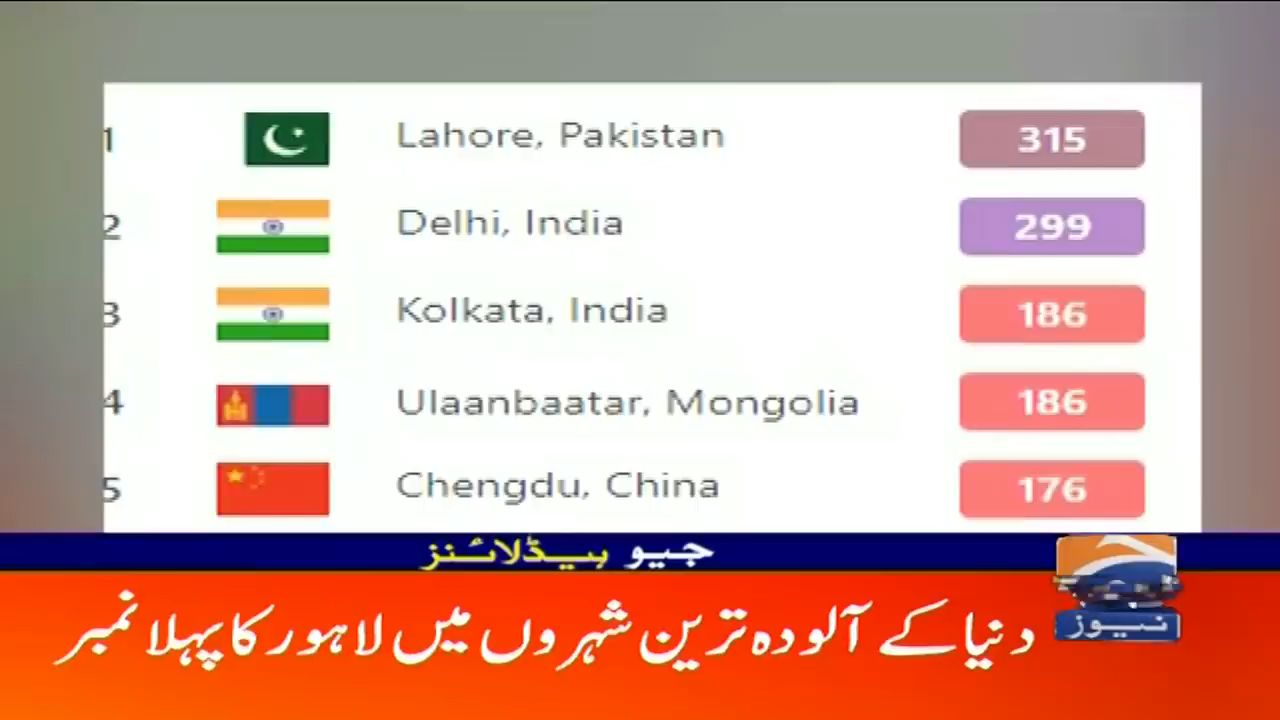 1 Lahore, Pakistan 315
2 Delhi, India 299
3 Kolkata, India 186
4 Ulaanbaatar, Mongolia 186
5 Chengdu, China 176
جیو ہیڈلائنز
دنیا کے آلودہ ترین شہروں میں لاہور کا پہلا نمبر
نیوز